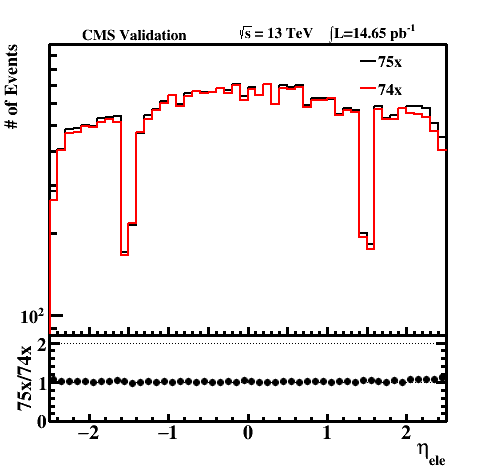 CMS Validation √s = 13 TeV ∫L=14.65 pb⁻¹
# of Events
75x
74x
10²
75x/74x
2
1
0
−2 −1 0 1 2
η_ele